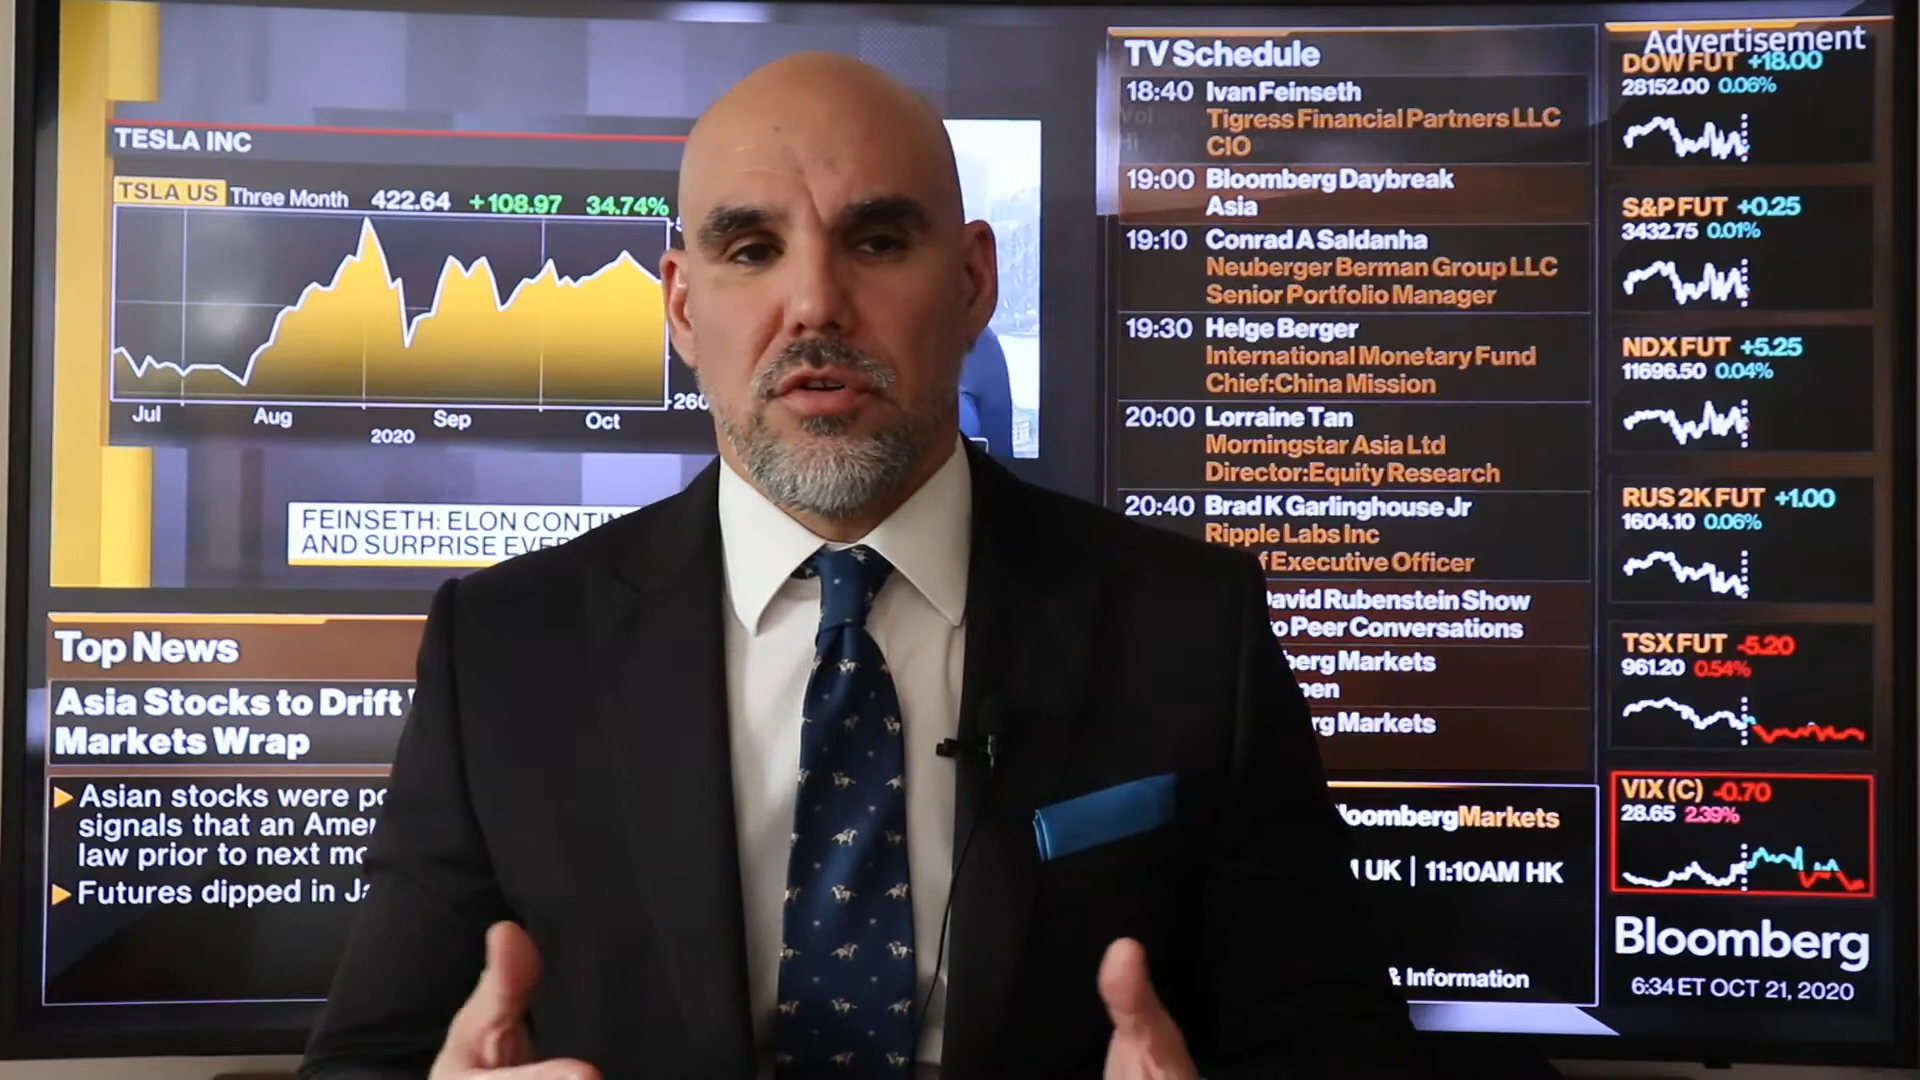 Advertisement
TESLA INC
TSLA US Three Month 422.64 +108.97 34.74%
260
Jul Aug Sep Oct
2020
FEINSETH: ELON
AND SURPRISE
Top News
Asia Stocks to Drift
Markets Wrap
Asian stocks were
signals that an
law prior to next
Futures dipped in
TV Schedule
18:40 Ivan Feinseth
Tigress Financial Partners LLC
CIO
19:00 Bloomberg Daybreak
Asia
19:10 Conrad A Saldanha
Neuberger Berman Group LLC
Senior Portfolio Manager
19:30 Helge Berger
International Monetary Fund
Chief:China Mission
20:00 Lorraine Tan
Morningstar Asia Ltd
Director:Equity Research
20:40 Brad K Garlinghouse Jr
Ripple Labs Inc
Executive Officer
David Rubenstein Show
to Peer Conversations
Markets
Markets
BloombergMarkets
UK | 11:10AM HK
& Information
DOW FUT +18.00
28152.00 0.06%
S&P FUT +0.25
3432.75 0.01%
NDX FUT +5.25
11696.50 0.04%
RUS 2K FUT +1.00
1604.10 0.06%
TSX FUT -5.20
961.20 0.54%
VIX (C) -0.70
28.65 2.39%
Bloomberg
6:34 ET OCT 21, 2020